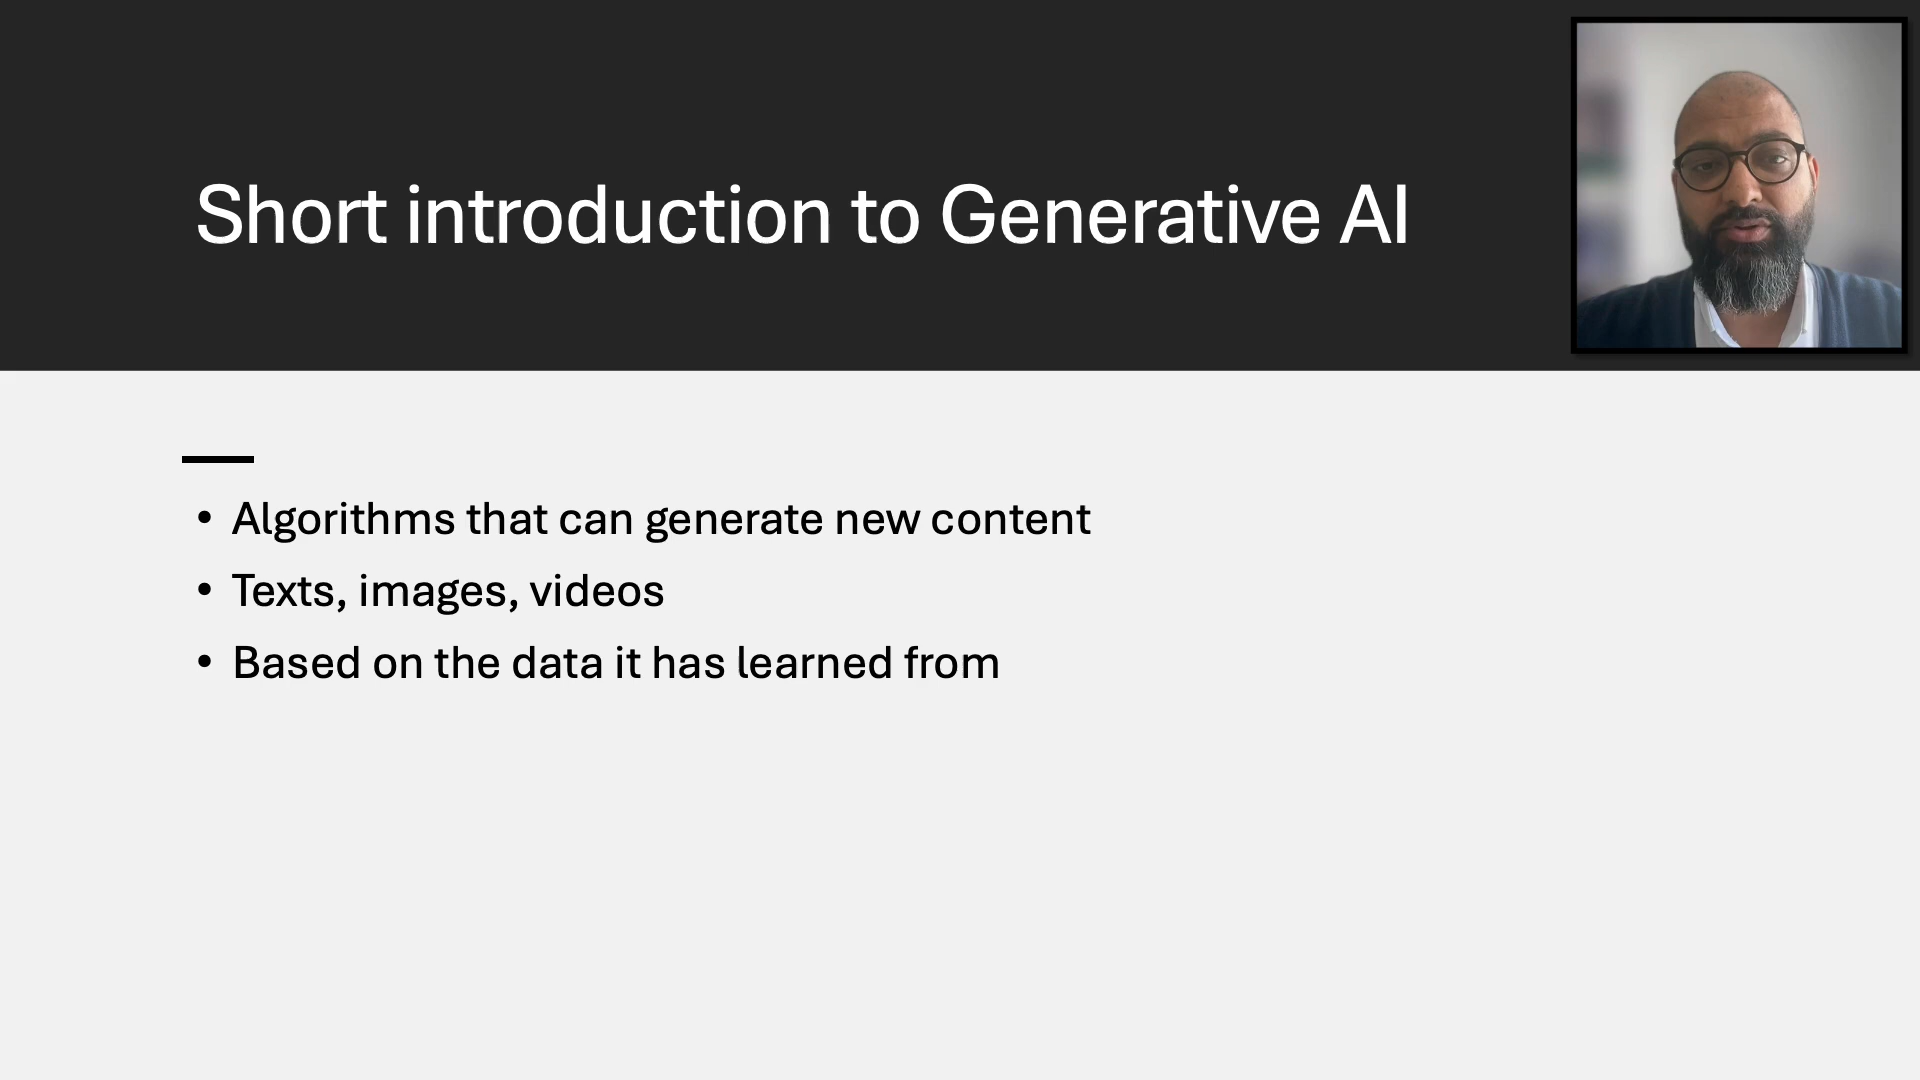 Short introduction to Generative AI
• Algorithms that can generate new content
• Texts, images, videos
• Based on the data it has learned from